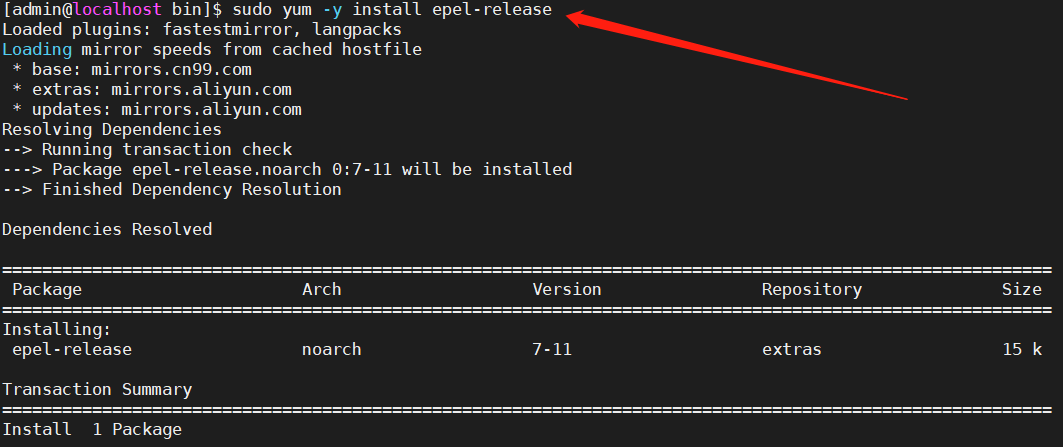 [admin@localhost bin]$ sudo yum -y install epel-release
Loaded plugins: fastestmirror, langpacks
Loading mirror speeds from cached hostfile
 * base: mirrors.cn99.com
 * extras: mirrors.aliyun.com
 * updates: mirrors.aliyun.com
Resolving Dependencies
--> Running transaction check
---> Package epel-release.noarch 0:7-11 will be installed
--> Finished Dependency Resolution

Dependencies Resolved

=========================================================================================================
 Package                      Arch                   Version                Repository              Size
=========================================================================================================
Installing:
 epel-release                 noarch                 7-11                   extras                  15 k

Transaction Summary
=========================================================================================================
Install  1 Package